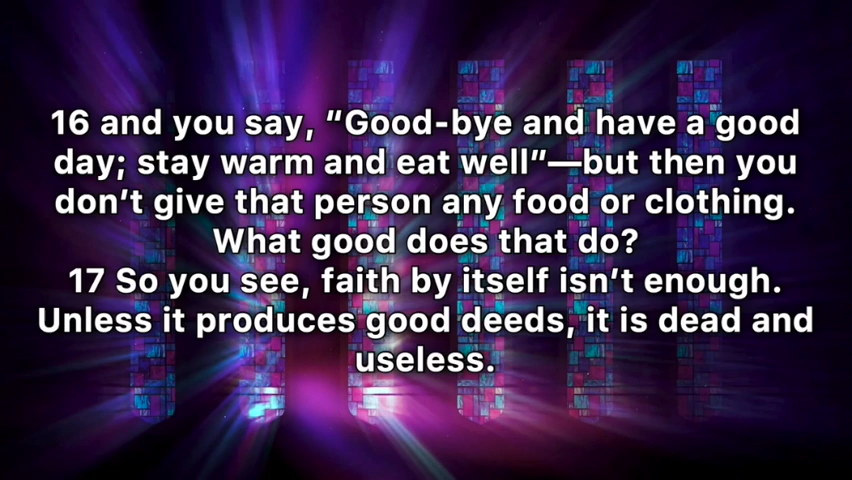 16 and you say, “Good-bye and have a good
day; stay warm and eat well”—but then you
don’t give that person any food or clothing.
What good does that do?
17 So you see, faith by itself isn’t enough.
Unless it produces good deeds, it is dead and
useless.